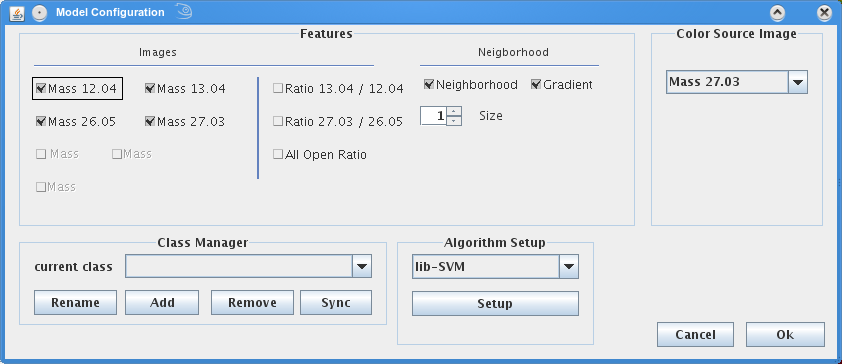 Model Configuration
Features
Color Source Image
Images
Neigborhood
Mass 12.04
Mass 13.04
Ratio 13.04 / 12.04
Neighborhood
Gradient
Mass 27.03
Mass 26.05
Mass 27.03
Ratio 27.03 / 26.05
1
Size
Mass
Mass
All Open Ratio
Mass
Class Manager
Algorithm Setup
current class
lib-SVM
Rename
Add
Remove
Sync
Setup
Cancel
Ok